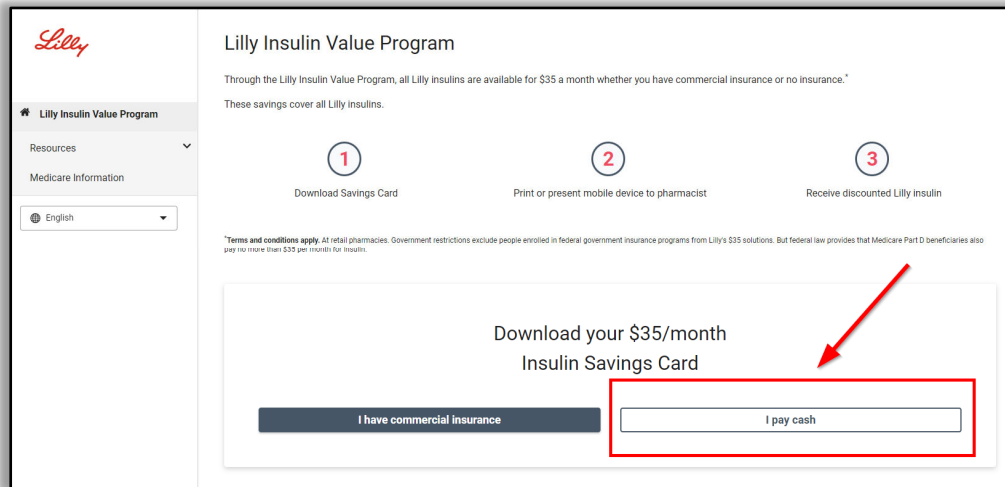 Lilly
Lilly Insulin Value Program
Resources
Medicare Information
English
Lilly Insulin Value Program
Through the Lilly Insulin Value Program, all Lilly insulins are available for $35 a month whether you have commercial insurance or no insurance.*
These savings cover all Lilly insulins.
1
Download Savings Card
2
Print or present mobile device to pharmacist
3
Receive discounted Lilly insulin
*Terms and conditions apply. At retail pharmacies. Government restrictions exclude people enrolled in federal government insurance programs from Lilly's $35 solutions. But federal law provides that Medicare Part D beneficiaries also
pay no more than $35 per month for insulin.
Download your $35/month
Insulin Savings Card
I have commercial insurance
I pay cash